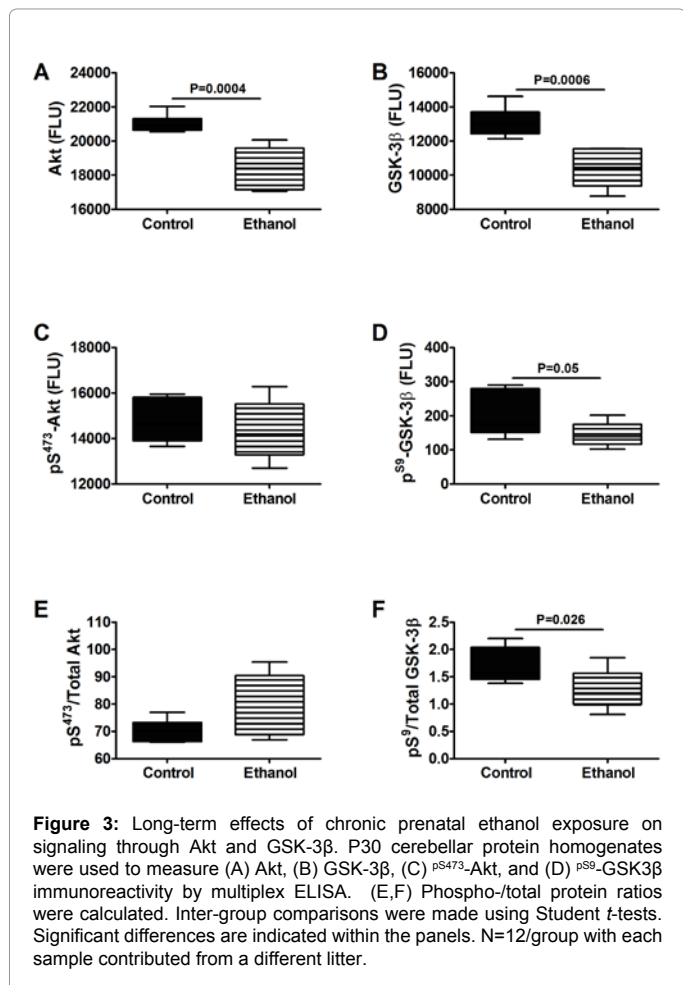 A
Akt (FLU)
24000
22000
20000
18000
16000
P=0.0004
Control Ethanol
B
GSK-3β (FLU)
16000
14000
12000
10000
8000
P=0.0006
Control Ethanol
C
pS⁴⁷³-Akt (FLU)
18000
16000
14000
12000
Control Ethanol
D
pS⁹-GSK-3β (FLU)
400
300
200
100
0
P=0.05
Control Ethanol
E
pS⁴⁷³/Total Akt
110
100
90
80
70
60
Control Ethanol
F
pS⁹/Total GSK-3β
2.5
2.0
1.5
1.0
0.5
0.0
P=0.026
Control Ethanol
Figure 3: Long-term effects of chronic prenatal ethanol exposure on
signaling through Akt and GSK-3β. P30 cerebellar protein homogenates
were used to measure (A) Akt, (B) GSK-3β, (C) pS473-Akt, and (D) pS9-GSK3β
immunoreactivity by multiplex ELISA. (E,F) Phospho-/total protein ratios
were calculated. Inter-group comparisons were made using Student t-tests.
Significant differences are indicated within the panels. N=12/group with each
sample contributed from a different litter.